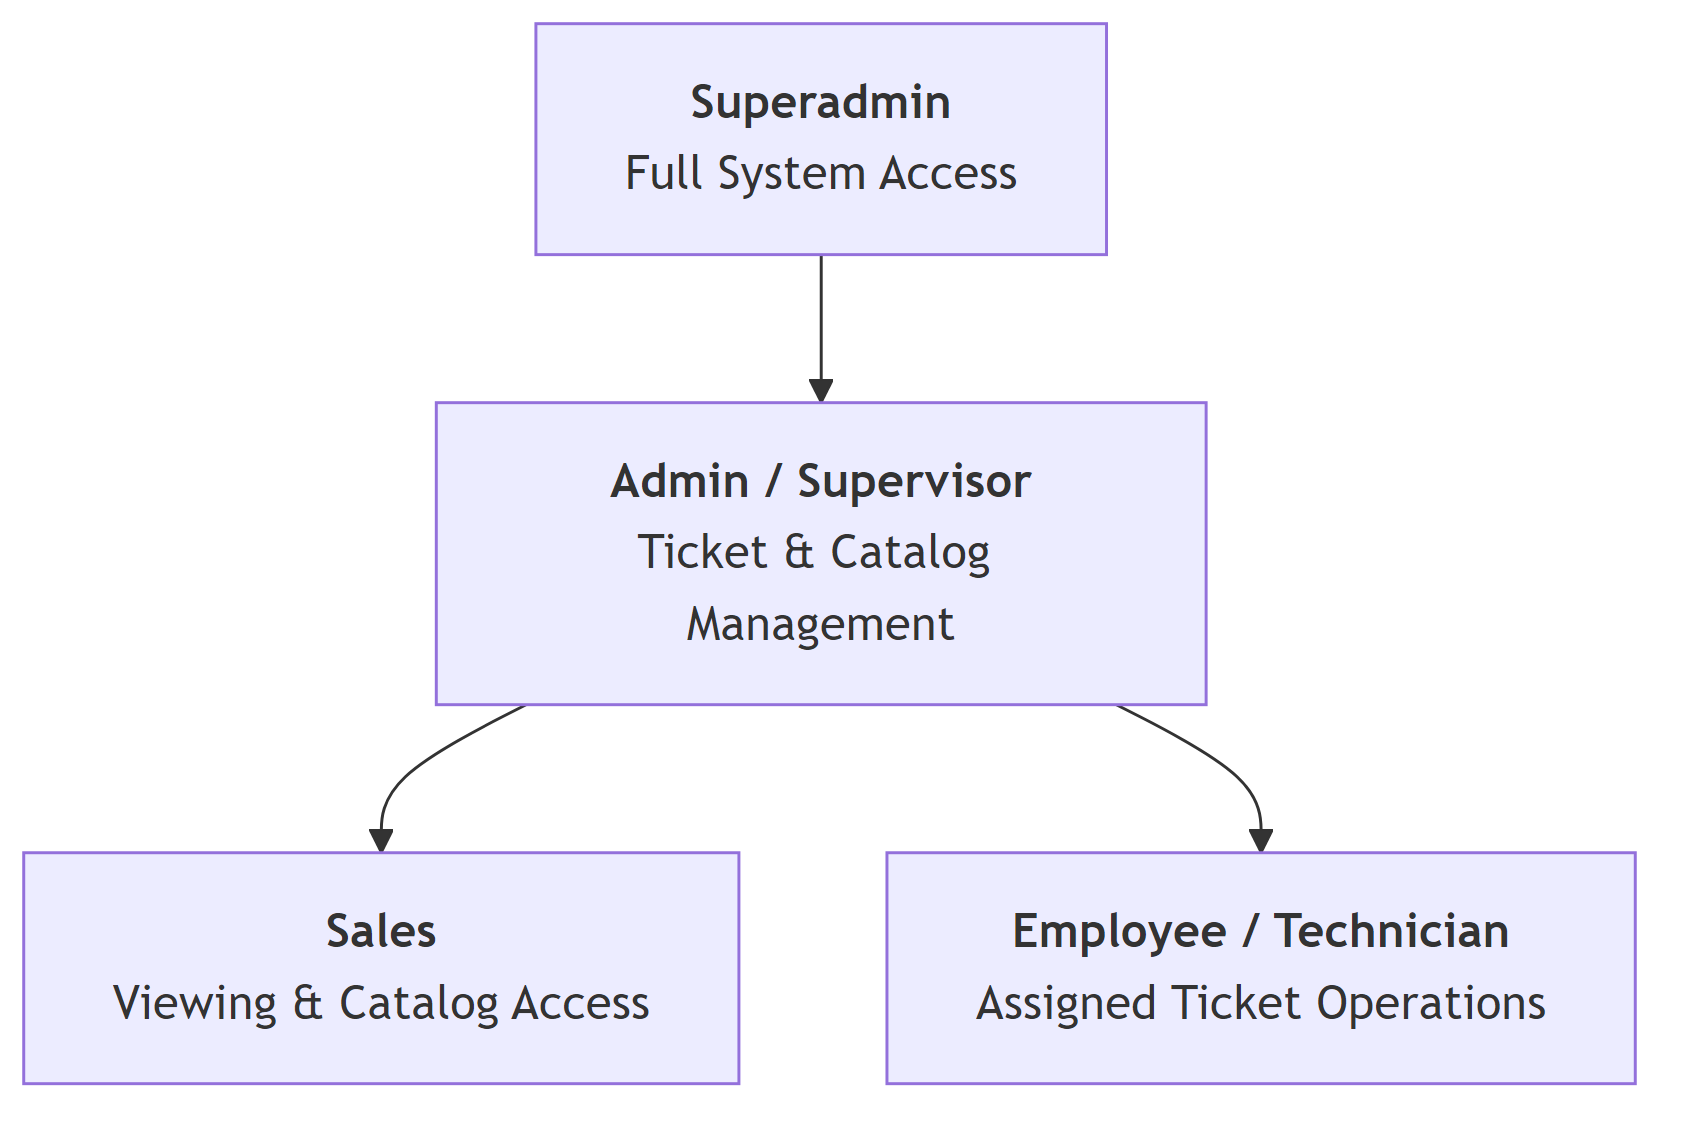 Superadmin
Full System Access
Admin / Supervisor
Ticket & Catalog
Management
Sales
Viewing & Catalog Access
Employee / Technician
Assigned Ticket Operations